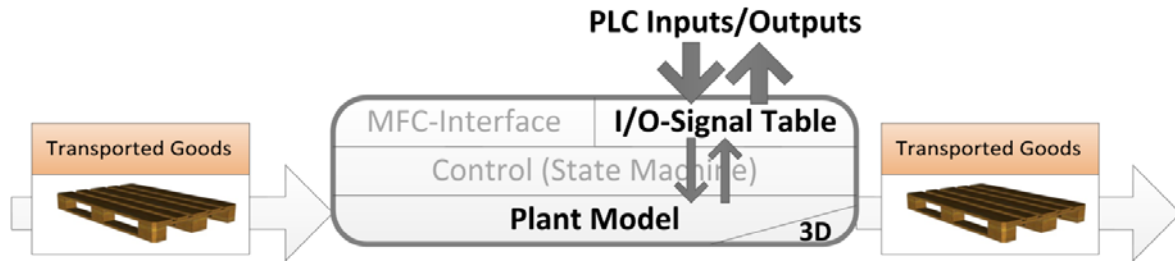 PLC Inputs/Outputs
MFC-Interface
I/O-Signal Table
Transported Goods
Control (State Machine)
Transported Goods
Plant Model
3D